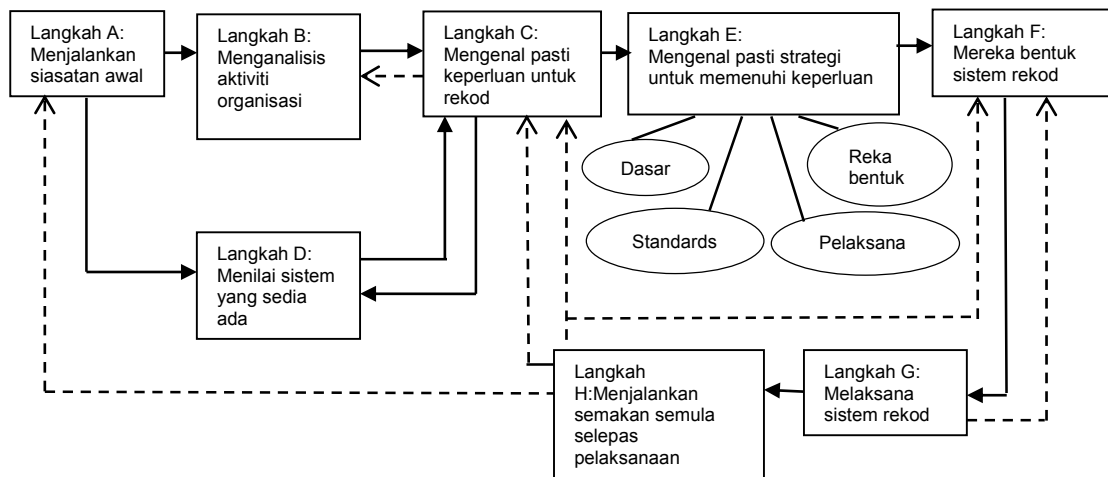 Langkah A:
Menjalankan
siasatan awal
Langkah B:
Menganalisis
aktiviti
organisasi
Langkah C:
Mengenal pasti
keperluan untuk
rekod
Langkah E:
Mengenal pasti strategi
untuk memenuhi keperluan
Langkah F:
Mereka bentuk
sistem rekod
Dasar
Reka
bentuk
Standards
Pelaksana
Langkah D:
Menilai sistem
yang sedia
ada
Langkah
H:Menjalankan
semakan semula
selepas
pelaksanaan
Langkah G:
Melaksana
sistem rekod